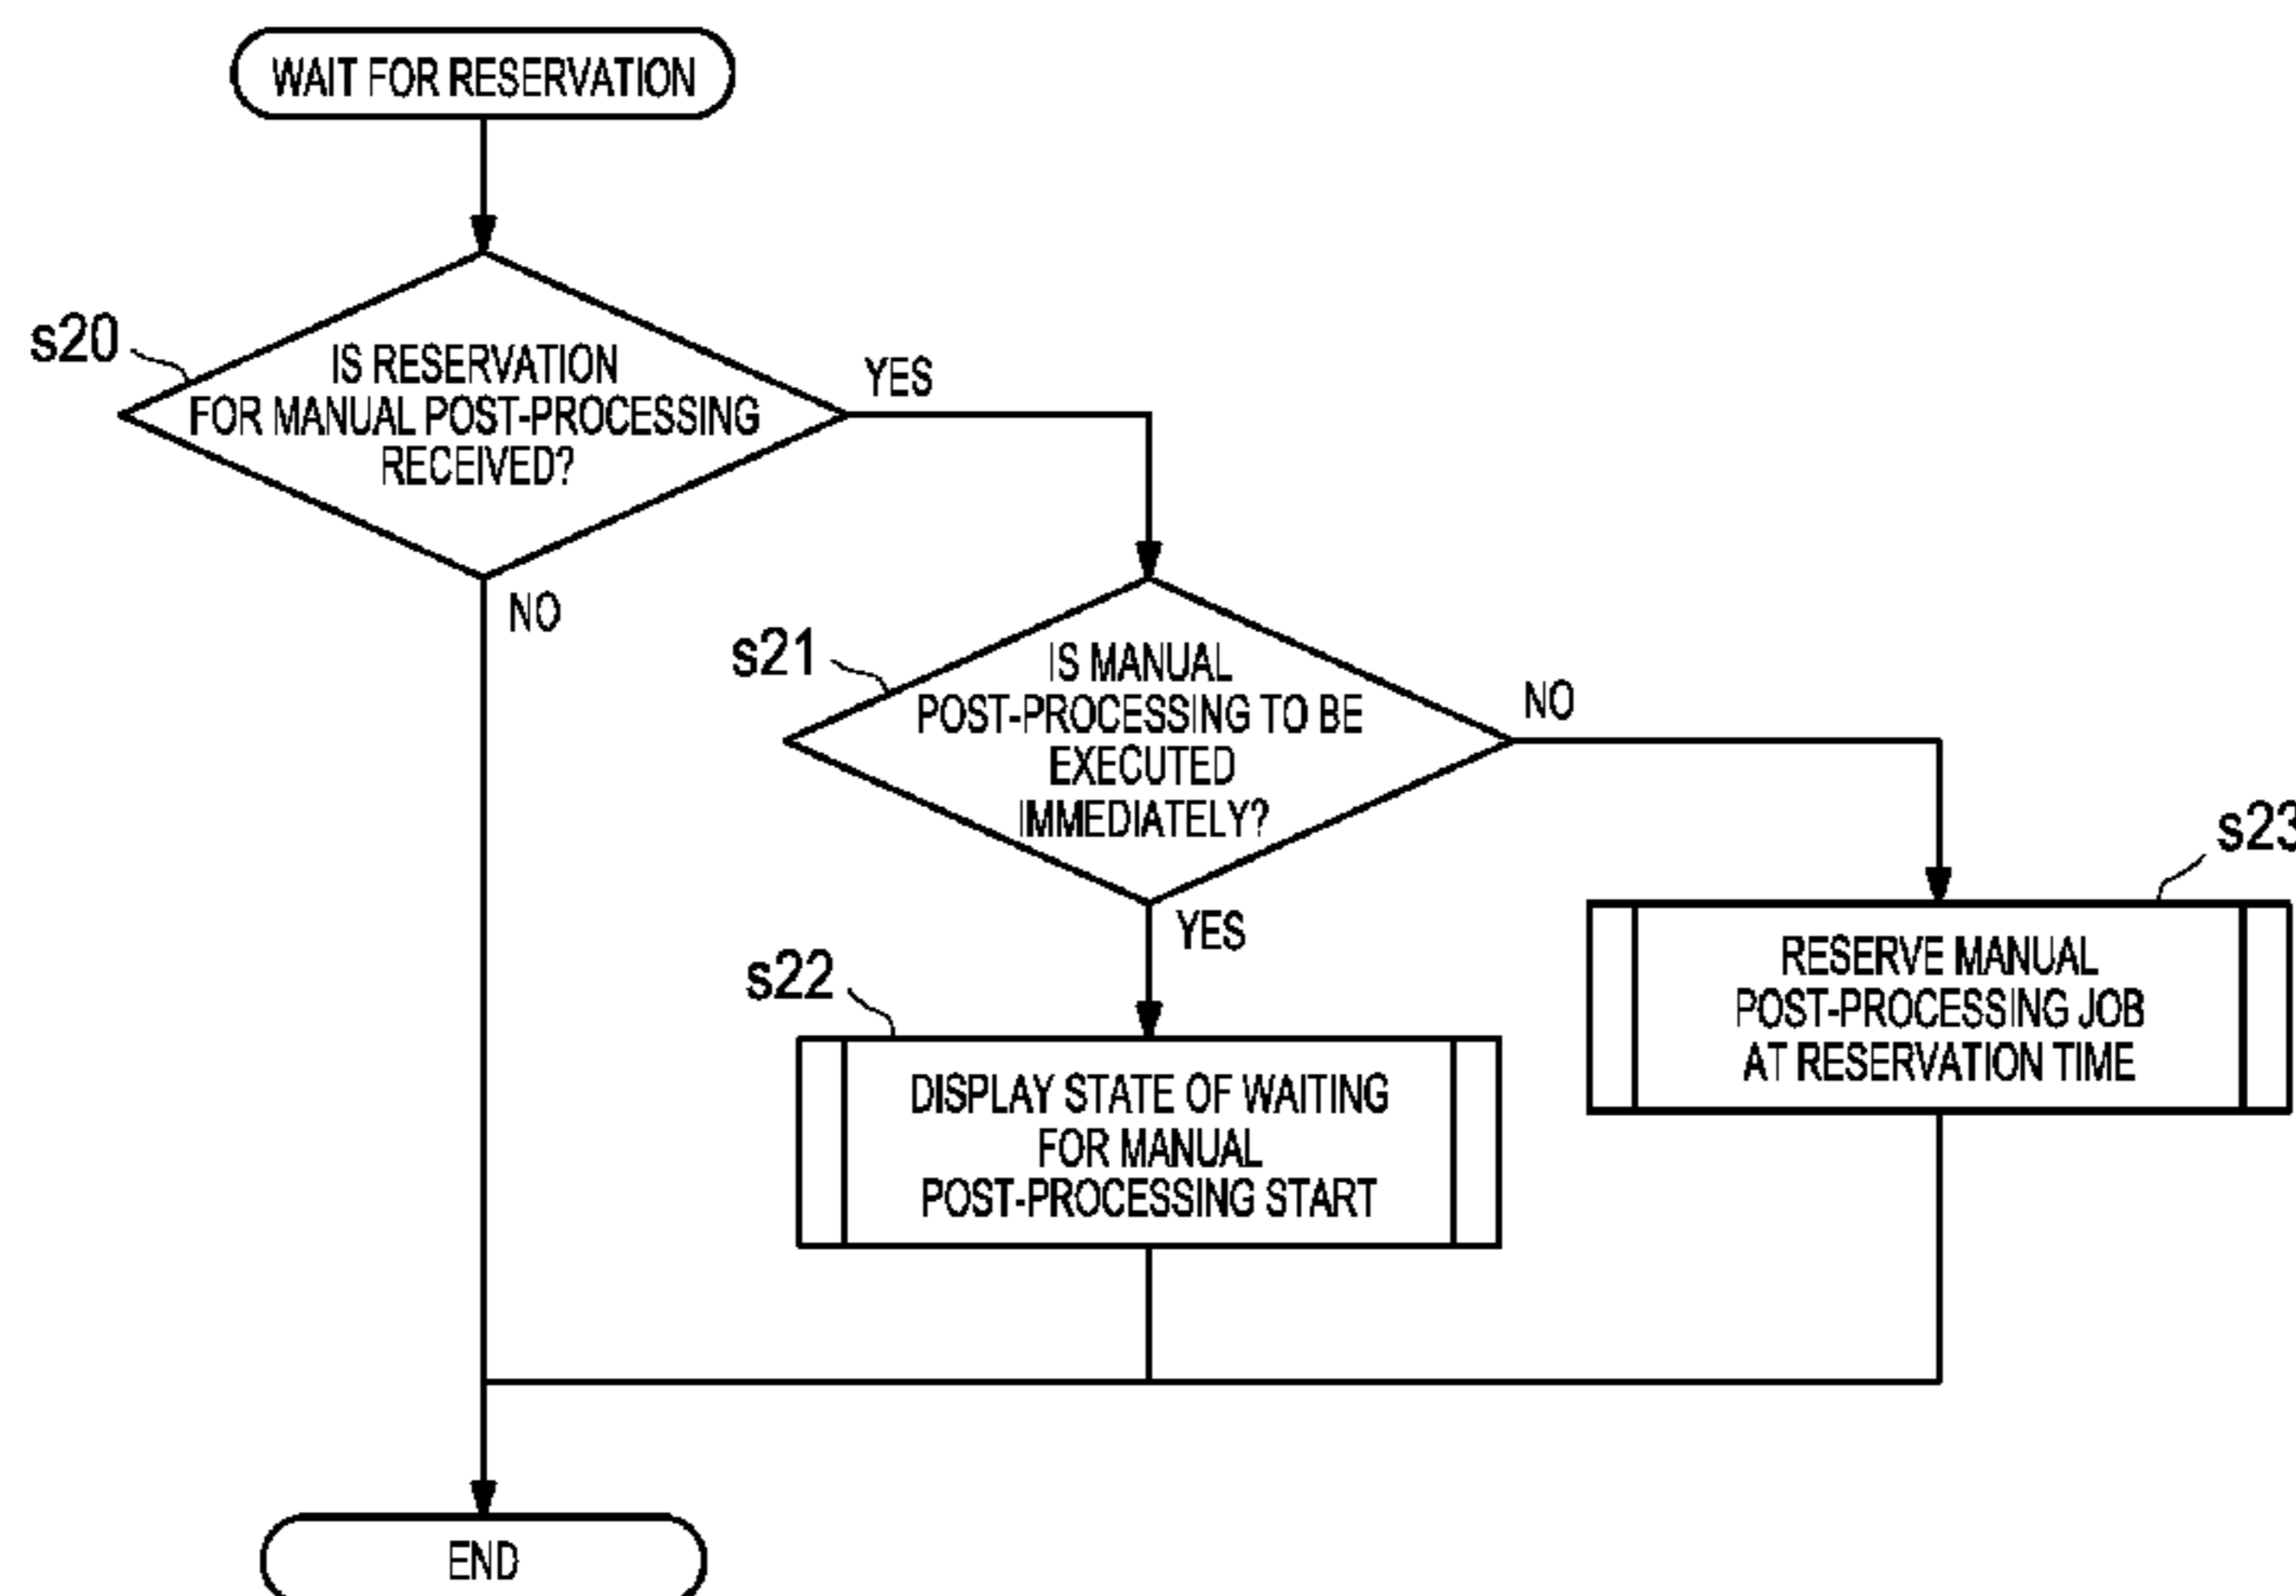 WAIT FOR RESERVATION
s20
IS RESERVATION
FOR MANUAL POST-PROCESSING
RECEIVED?
YES
NO
s21
IS MANUAL
POST-PROCESSING TO BE
EXECUTED
IMMEDIATELY?
NO
YES
s23
RESERVE MANUAL
POST-PROCESSING JOB
AT RESERVATION TIME
s22
DISPLAY STATE OF WAITING
FOR MANUAL
POST-PROCESSING START
END